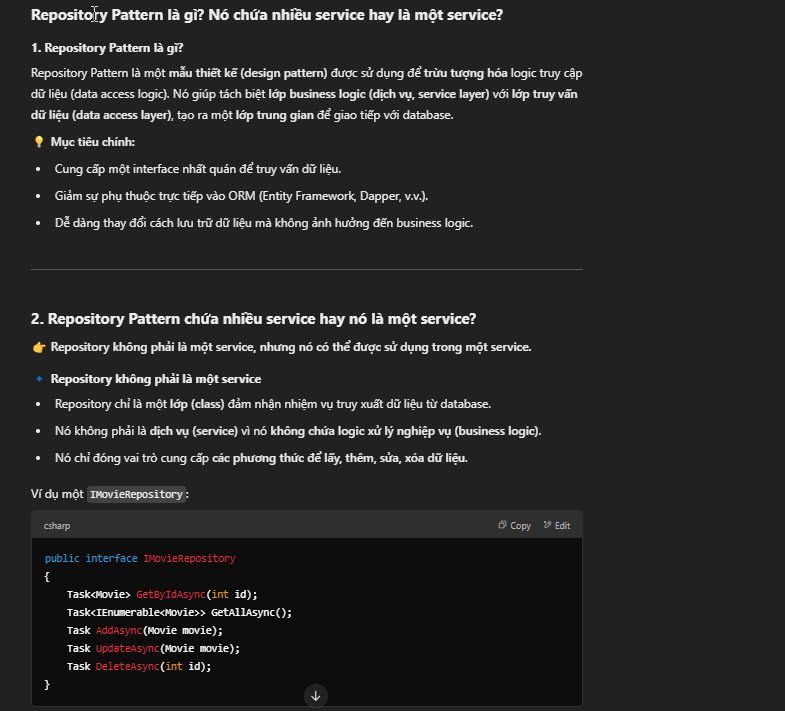 Repository Pattern là gì? Nó chứa nhiều service hay là một service?
1. Repository Pattern là gì?
Repository Pattern là một mẫu thiết kế (design pattern) được sử dụng để trừu tượng hóa logic truy cập
dữ liệu (data access logic). Nó giúp tách biệt lớp business logic (dịch vụ, service layer) với lớp truy vấn
dữ liệu (data access layer), tạo ra một lớp trung gian để giao tiếp với database.
💡 Mục tiêu chính:
• Cung cấp một interface nhất quán để truy vấn dữ liệu.
• Giảm sự phụ thuộc trực tiếp vào ORM (Entity Framework, Dapper, v.v.).
• Dễ dàng thay đổi cách lưu trữ dữ liệu mà không ảnh hưởng đến business logic.
2. Repository Pattern chứa nhiều service hay nó là một service?
👉 Repository không phải là một service, nhưng nó có thể được sử dụng trong một service.
🔹 Repository không phải là một service
• Repository chỉ là một lớp (class) đảm nhận nhiệm vụ truy xuất dữ liệu từ database.
• Nó không phải là dịch vụ (service) vì nó không chứa logic xử lý nghiệp vụ (business logic).
• Nó chỉ đóng vai trò cung cấp các phương thức để lấy, thêm, sửa, xóa dữ liệu.
Ví dụ một IMovieRepository:
csharp Copy Edit
public interface IMovieRepository
{
    Task<Movie> GetByIdAsync(int id);
    Task<IEnumerable<Movie>> GetAllAsync();
    Task AddAsync(Movie movie);
    Task UpdateAsync(Movie movie);
    Task DeleteAsync(int id);
}